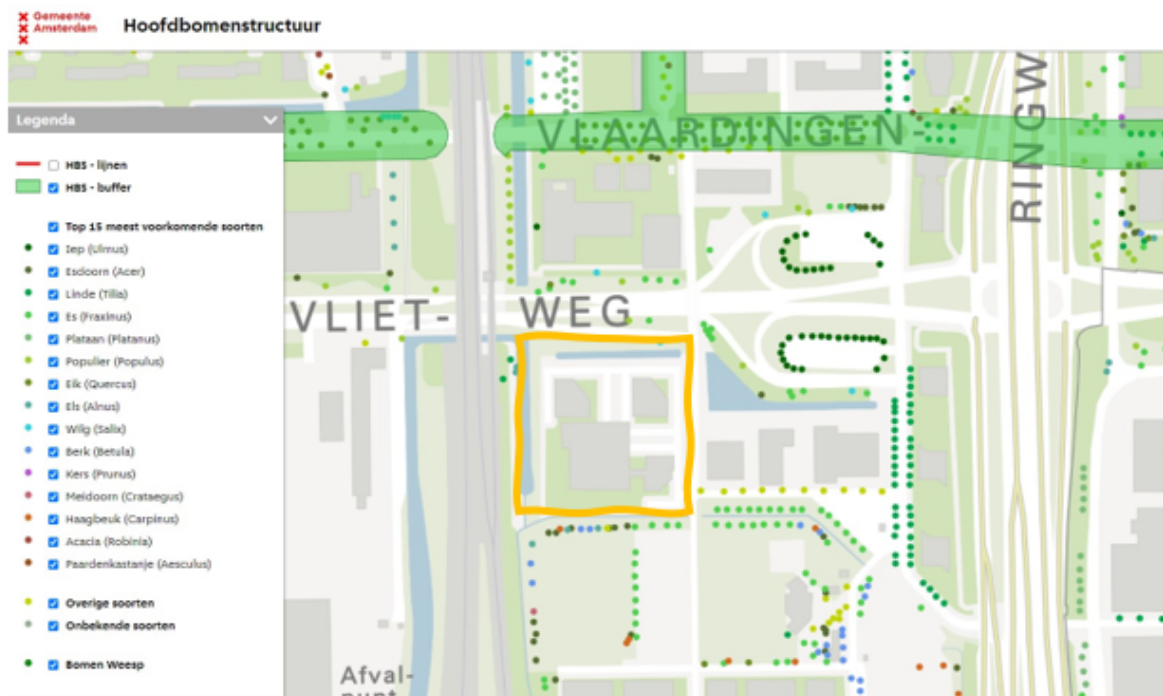 Gemeente
Amsterdam
Hoofdbomenstructuur
Legenda
HBS - lijnen
HBS - buffer
Top 15 meest voorkomende soorten
Iep (Ulmus)
Esdoorn (Acer)
Linde (Tilia)
Es (Fraxinus)
Plataan (Platanus)
Populier (Populus)
Eik (Quercus)
Els (Alnus)
Wilg (Salix)
Berk (Betula)
Kers (Prunus)
Meidoorn (Crataegus)
Haagbeuk (Carpinus)
Acacia (Robinia)
Paardenkastanje (Aesculus)
Overige soorten
Onbekende soorten
Bomen Weesp
VLAARDINGEN-
RINGW
VLIET-
WEG
Afval-
punt